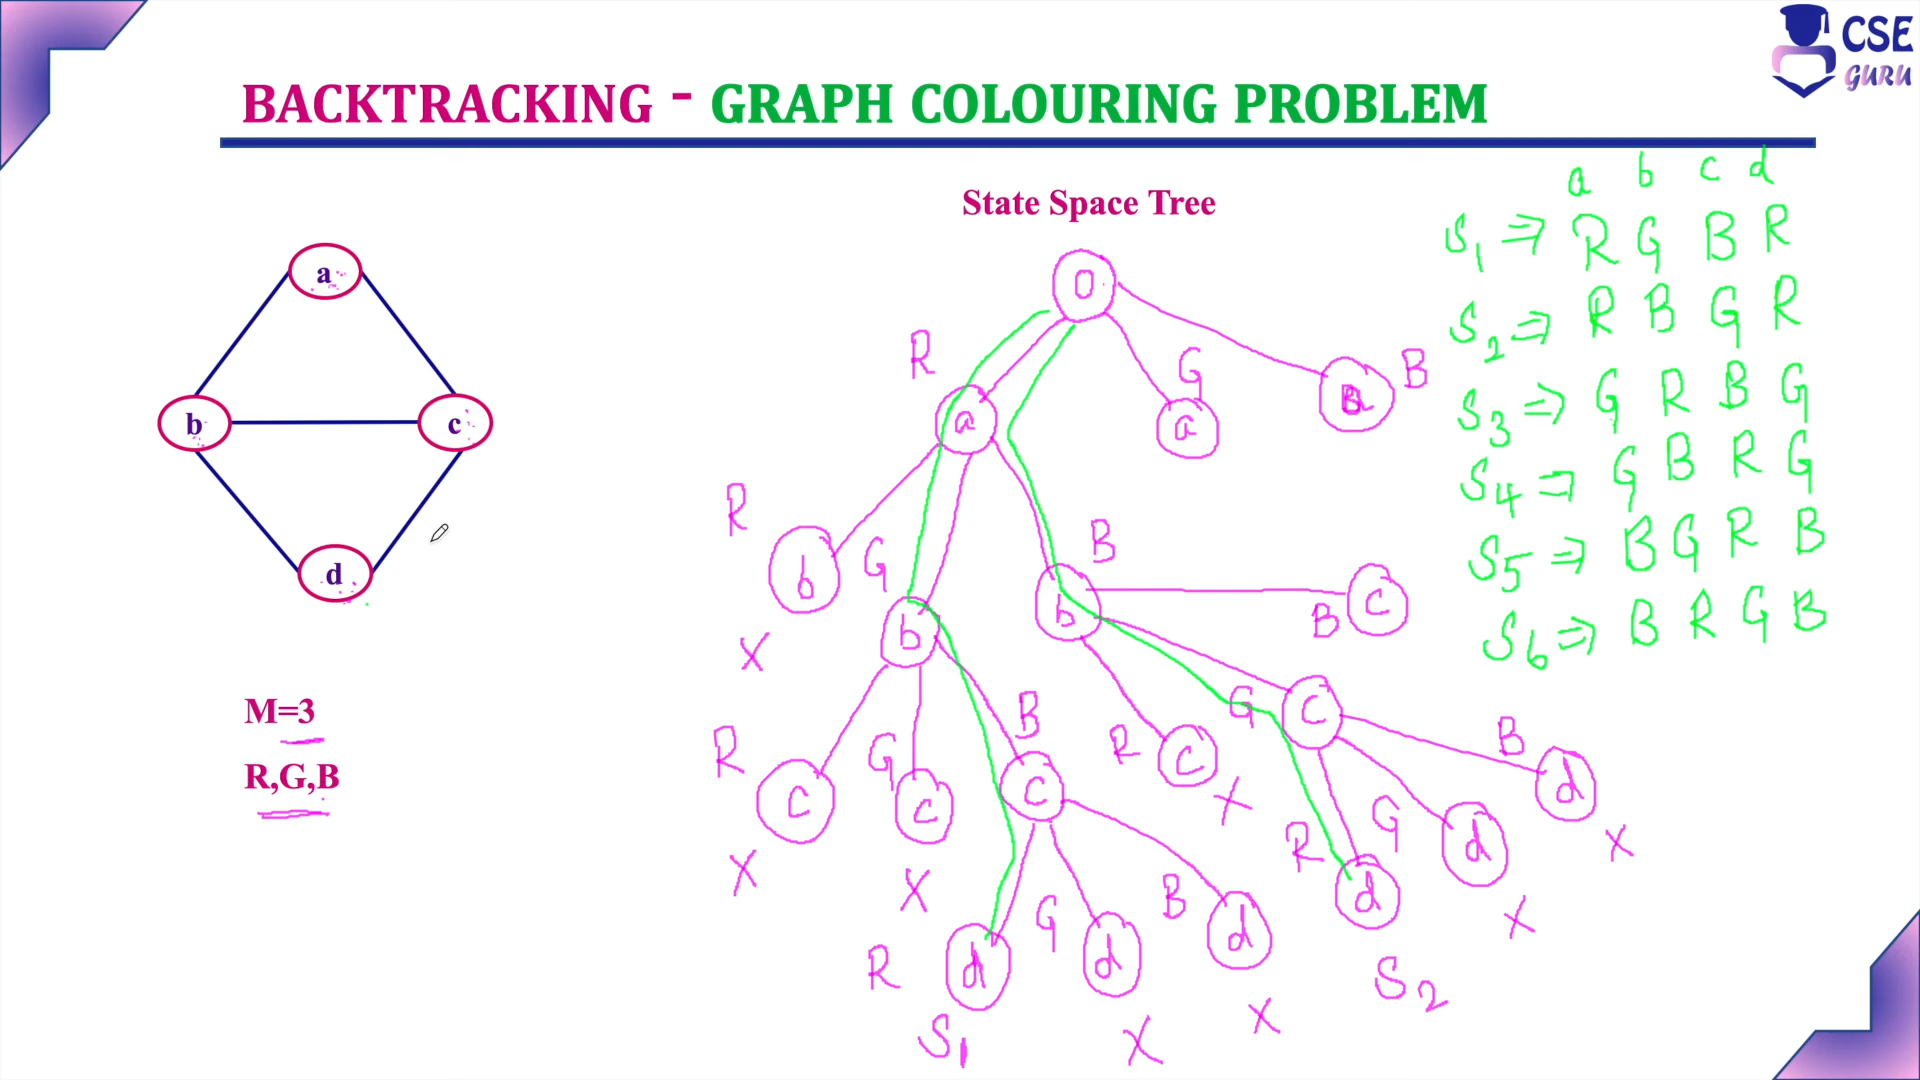 CSE
GURU
BACKTRACKING - GRAPH COLOURING PROBLEM
State Space Tree
a b c d
S1 ⇒ R G B R
S2 ⇒ R B G R
S3 ⇒ G R B G
S4 ⇒ G B R G
S5 ⇒ B G R B
S6 ⇒ B R G B
a
b c
d
M=3
R,G,B
0
R G B
a a
R G B
b b B c
X
R G B R G B
c c c c c d
X X X X
R G B R G d X
d d d d X
S1 X X S2